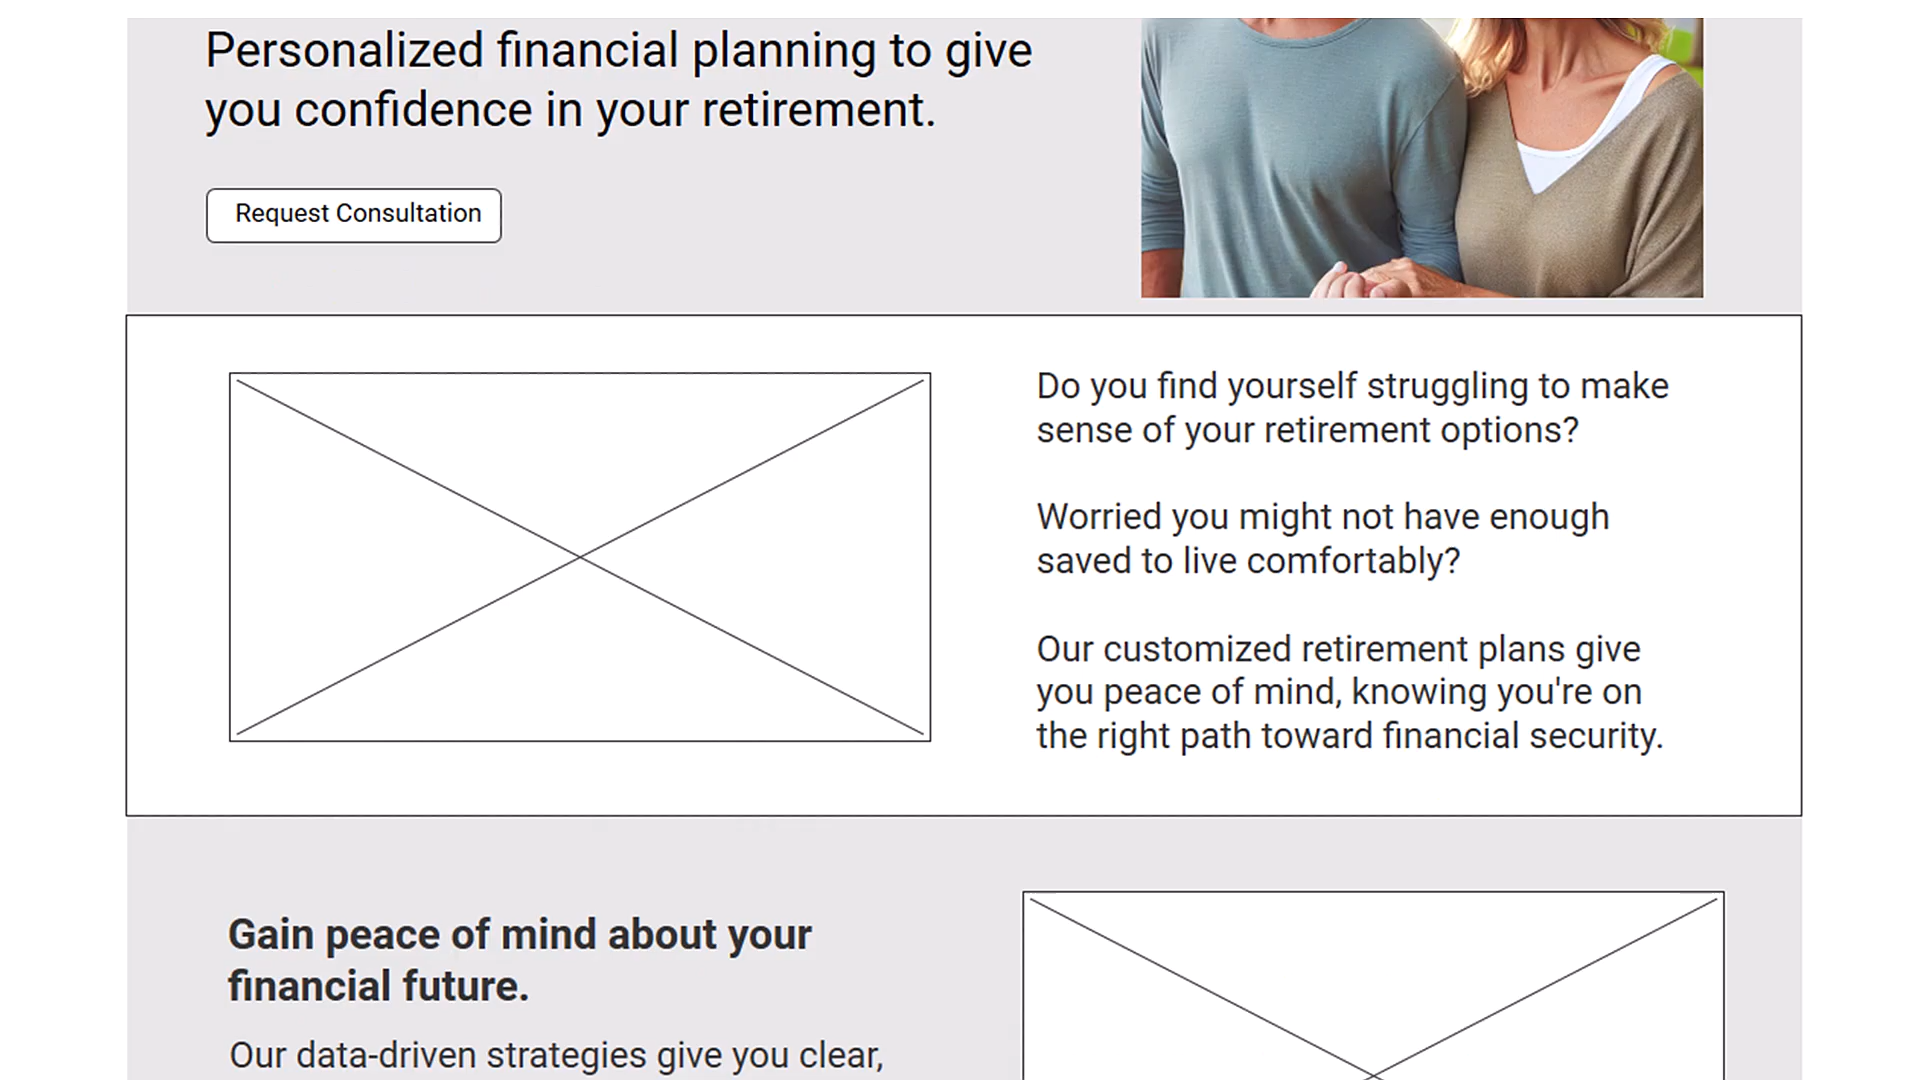 Personalized financial planning to give
you confidence in your retirement.
Request Consultation
Do you find yourself struggling to make
sense of your retirement options?
Worried you might not have enough
saved to live comfortably?
Our customized retirement plans give
you peace of mind, knowing you're on
the right path toward financial security.
Gain peace of mind about your
financial future.
Our data-driven strategies give you clear,